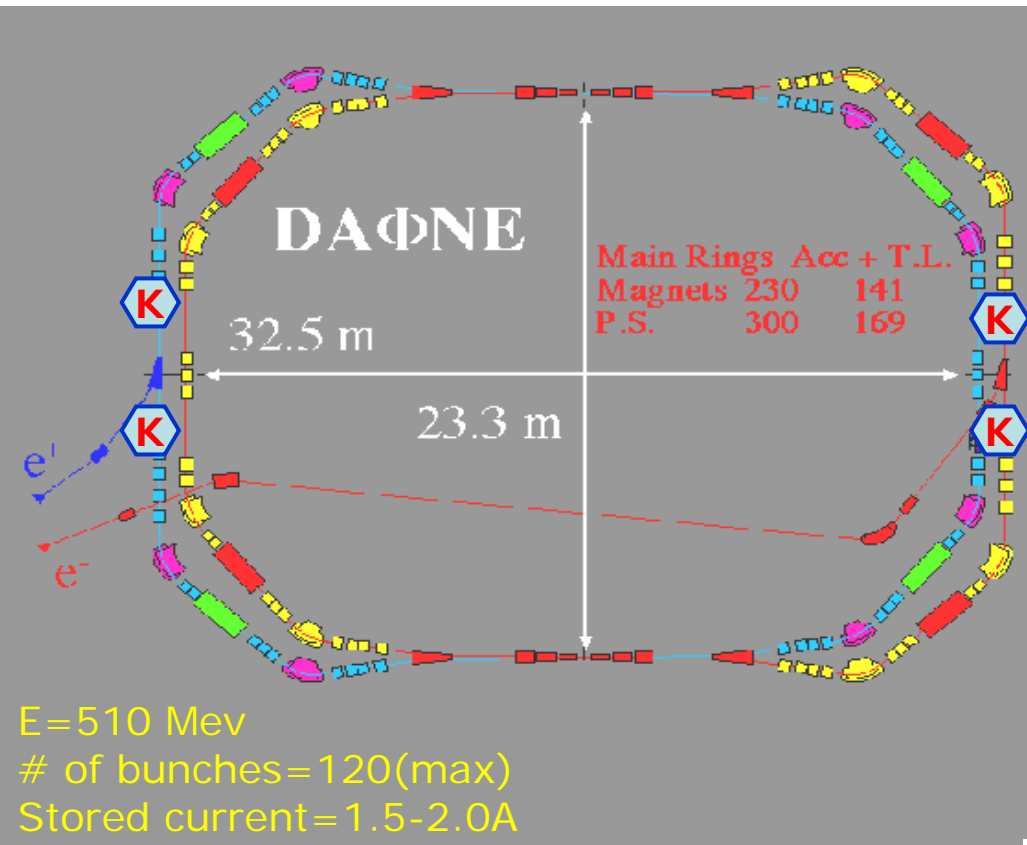 DAΦNE
Main Rings Acc + T.L.
Magnets 230 141
P.S. 300 169
K
K
32.5 m
23.3 m
K
K
e⁺
e⁻
E=510 Mev
# of bunches=120(max)
Stored current=1.5-2.0A